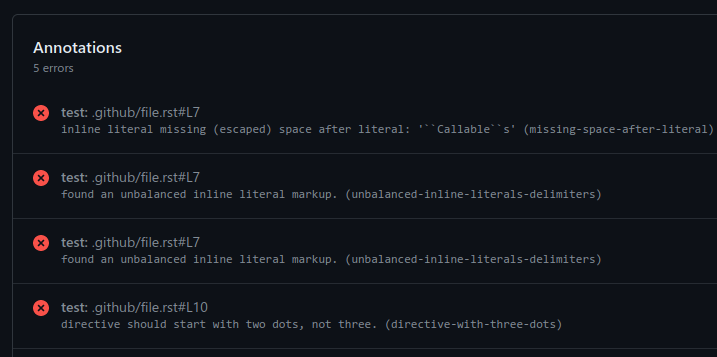 Annotations
5 errors
test: .github/file.rst#L7
inline literal missing (escaped) space after literal: '``Callable``s' (missing-space-after-literal)
test: .github/file.rst#L7
found an unbalanced inline literal markup. (unbalanced-inline-literals-delimiters)
test: .github/file.rst#L7
found an unbalanced inline literal markup. (unbalanced-inline-literals-delimiters)
test: .github/file.rst#L10
directive should start with two dots, not three. (directive-with-three-dots)